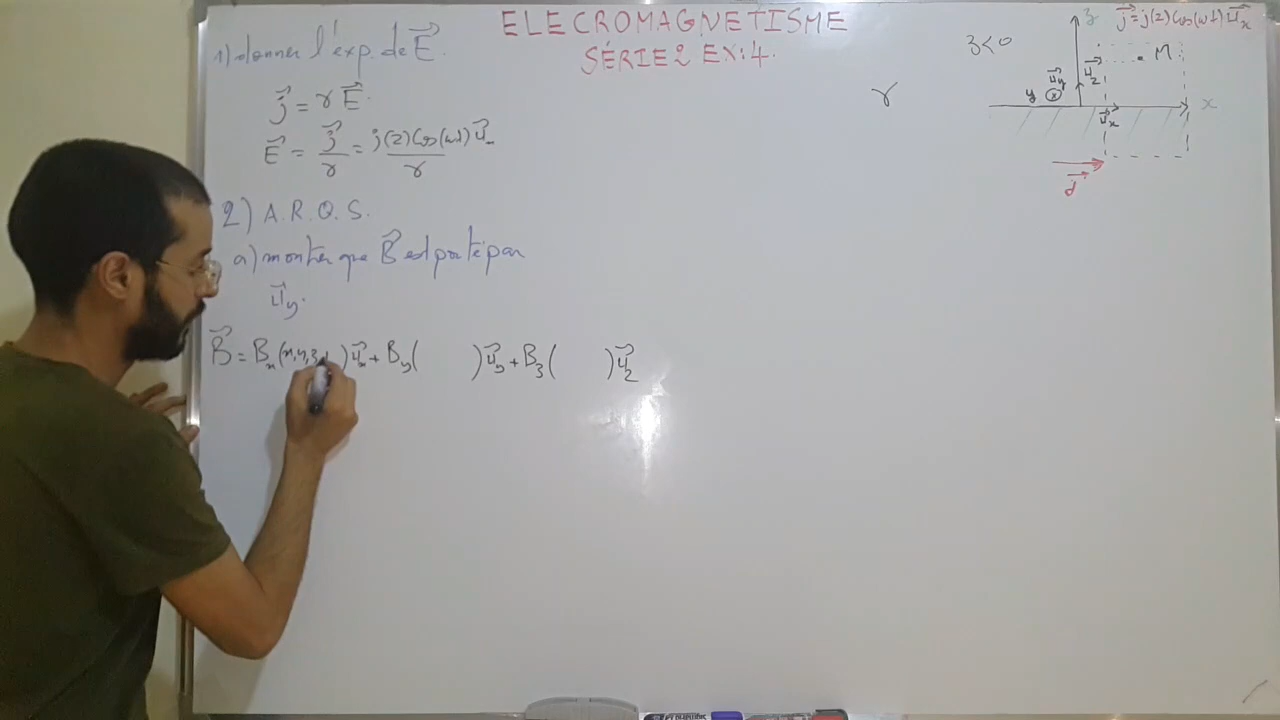 ELECROMAGNETISME
SÉRIE 2 EX:4.
1) donner l'exp. de E⃗.
j⃗ = γ E⃗.
E⃗ = j⃗/γ = j(z)Cos(ωt) u⃗x/γ
2) A.R.Q.S.
a) montrer que B⃗ est porté par
u⃗y.
B⃗ = Bx(x,y,z,t)u⃗x + By( )u⃗y + Bz( )u⃗z
γ
z<0
j⃗ = j(z)Cos(ωt) u⃗x
z
M
u⃗y
u⃗z
y
x
u⃗x
d⃗